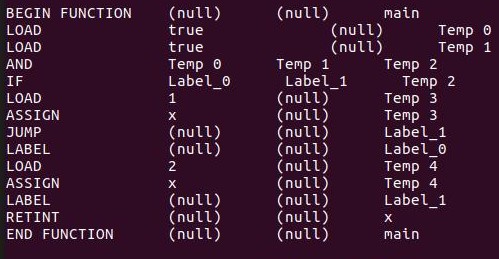 BEGIN FUNCTION (null) (null) main
LOAD true (null) Temp 0
LOAD true (null) Temp 1
AND Temp 0 Temp 1 Temp 2
IF Label_0 Label_1 Temp 2
LOAD 1 (null) Temp 3
ASSIGN x (null) Temp 3
JUMP (null) (null) Label_1
LABEL (null) (null) Label_0
LOAD 2 (null) Temp 4
ASSIGN x (null) Temp 4
LABEL (null) (null) Label_1
RETINT (null) (null) x
END FUNCTION (null) (null) main